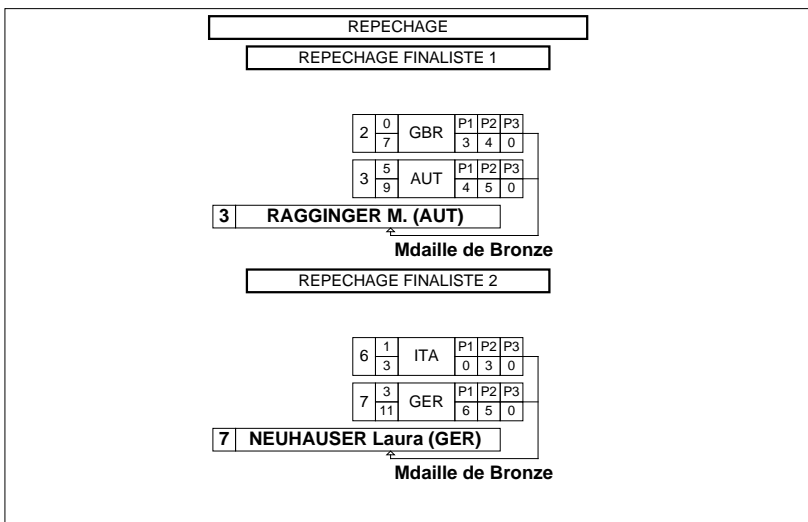 REPECHAGE
REPECHAGE FINALISTE 1
2 0 GBR P1 P2 P3
7 3 4 0
3 5 AUT P1 P2 P3
9 4 5 0
3 RAGGINGER M. (AUT)
Mdaille de Bronze
REPECHAGE FINALISTE 2
6 1 ITA P1 P2 P3
3 0 3 0
7 3 GER P1 P2 P3
11 6 5 0
7 NEUHAUSER Laura (GER)
Mdaille de Bronze